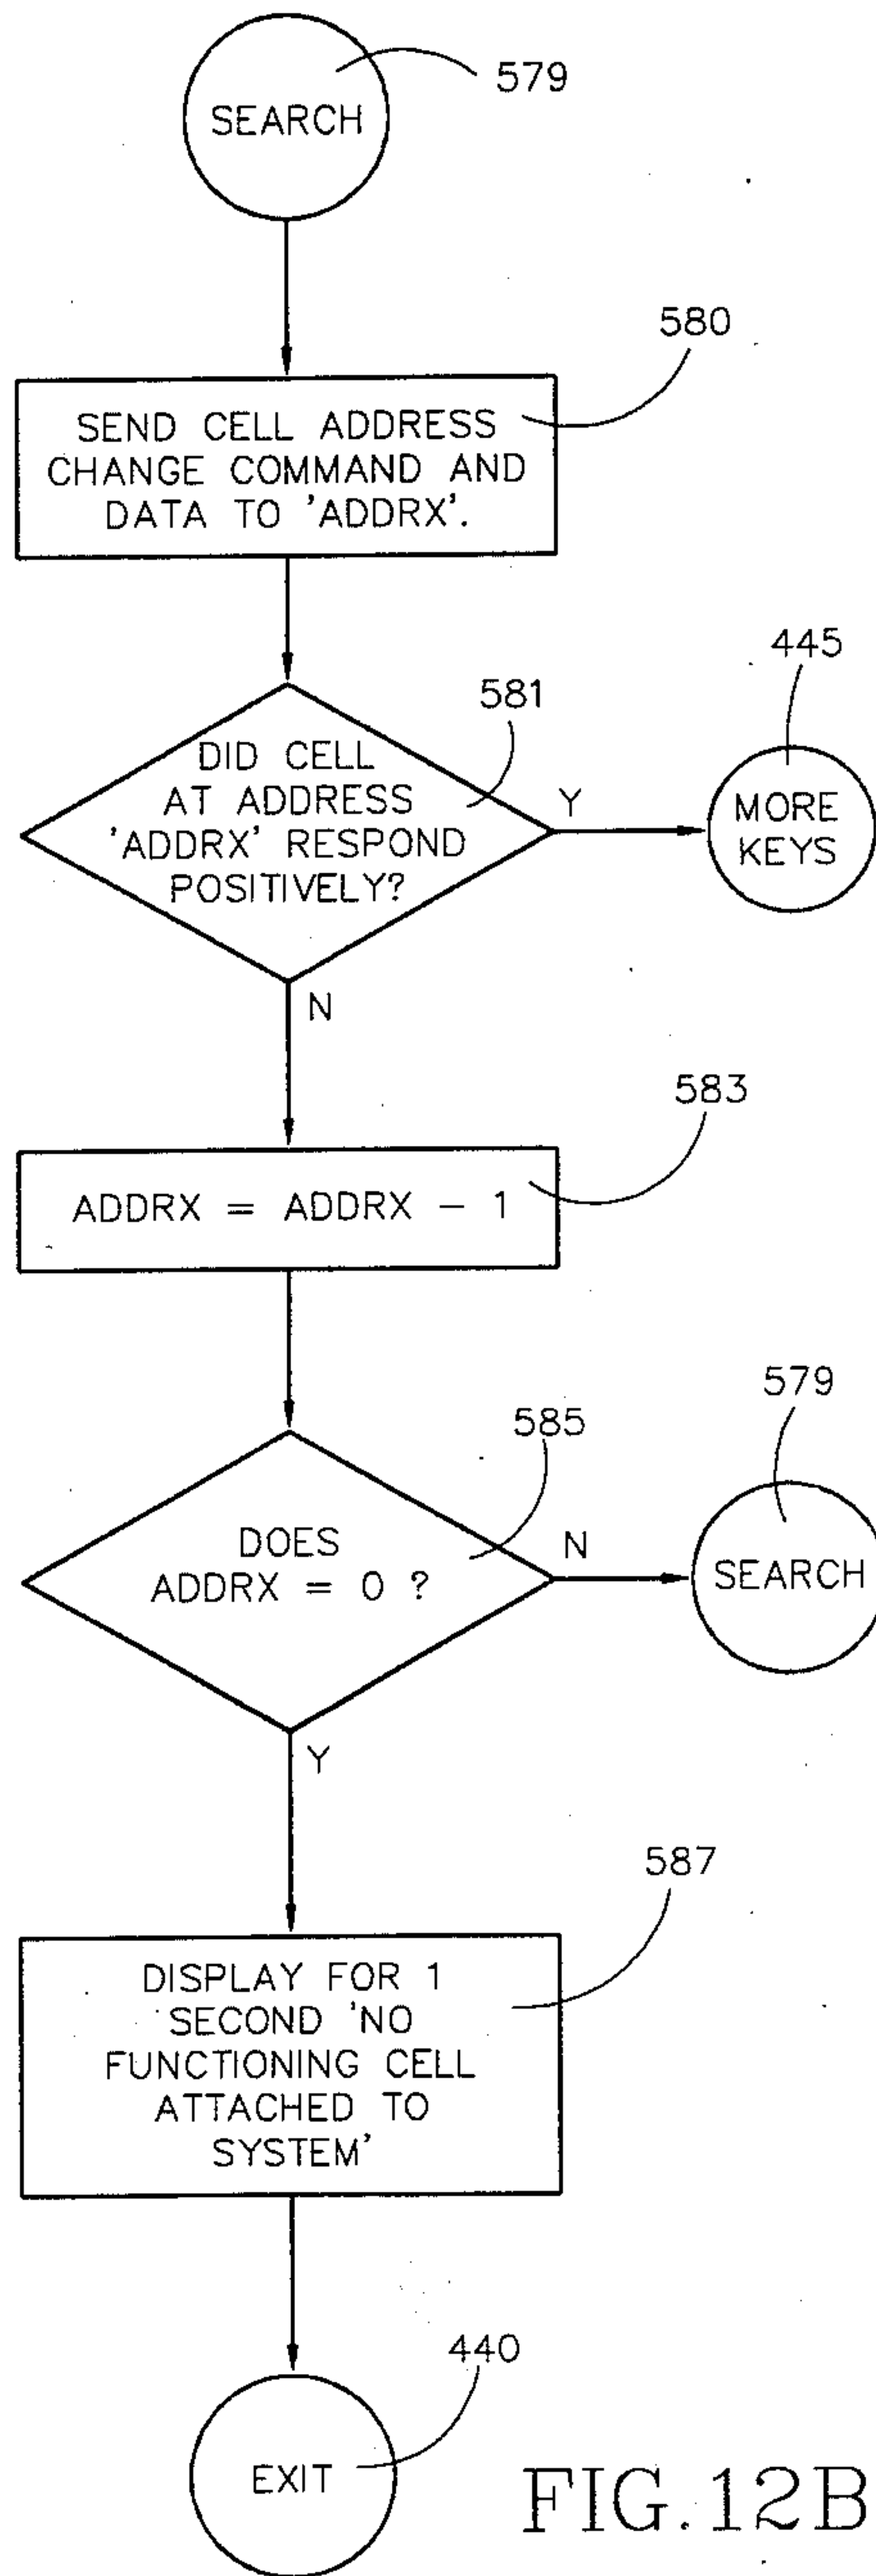 579
SEARCH
580
SEND CELL ADDRESS
CHANGE COMMAND AND
DATA TO 'ADDRX'.
445
581
DID CELL
AT ADDRESS
'ADDRX' RESPOND
POSITIVELY?
Y
MORE
KEYS
N
583
ADDRX = ADDRX - 1
579
585
DOES
ADDRX = 0 ?
N
SEARCH
Y
587
DISPLAY FOR 1
SECOND 'NO
FUNCTIONING CELL
ATTACHED TO
SYSTEM'
440
EXIT
FIG.12B